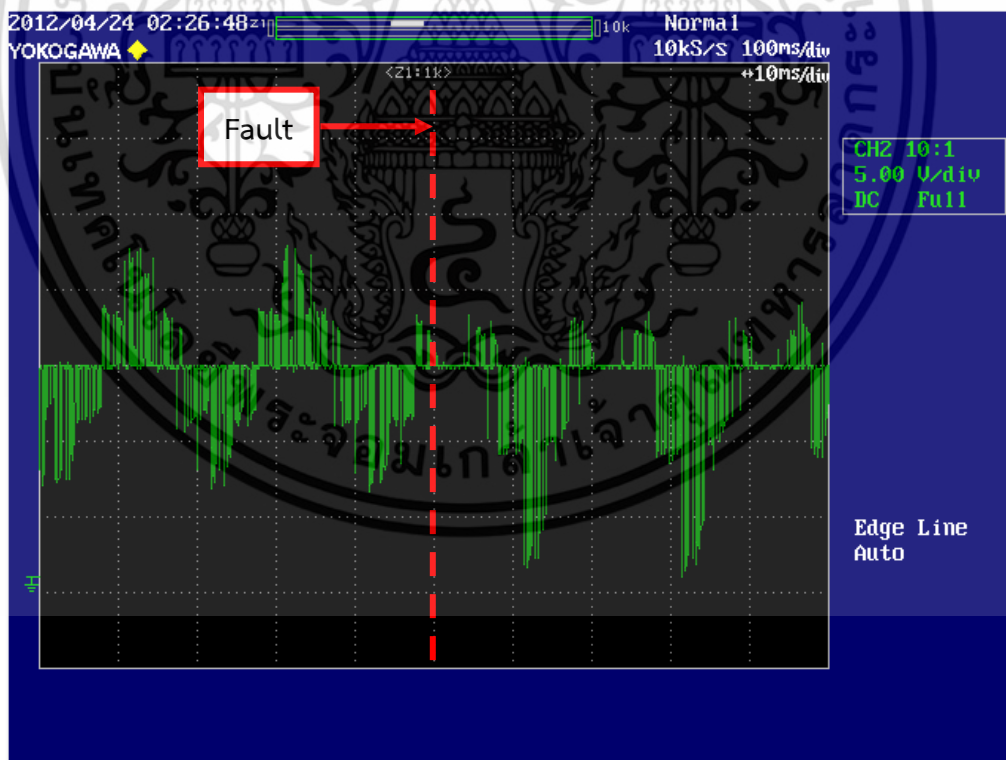 2012/04/24 02:26:48
Z1
10k
Normal
YOKOGAWA
10kS/s 100ms/div
<Z1:1k>
↔10ms/div
Fault
CH2 10:1
5.00 V/div
DC Full
Edge Line
Auto